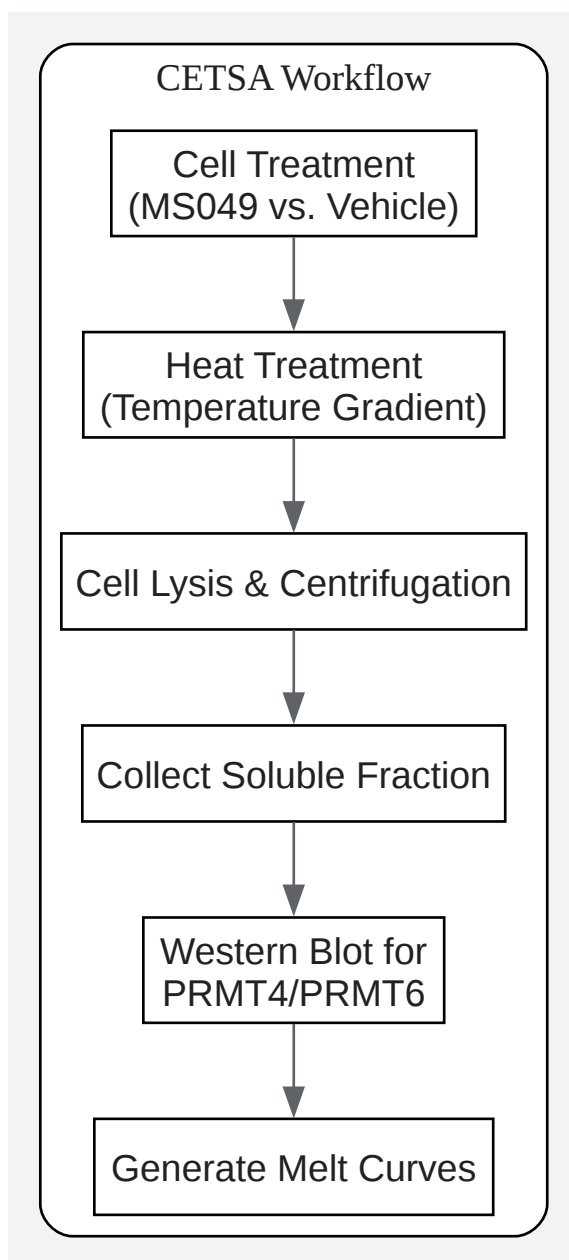 CETSA Workflow
Cell Treatment
(MS049 vs. Vehicle)
Heat Treatment
(Temperature Gradient)
Cell Lysis & Centrifugation
Collect Soluble Fraction
Western Blot for
PRMT4/PRMT6
Generate Melt Curves